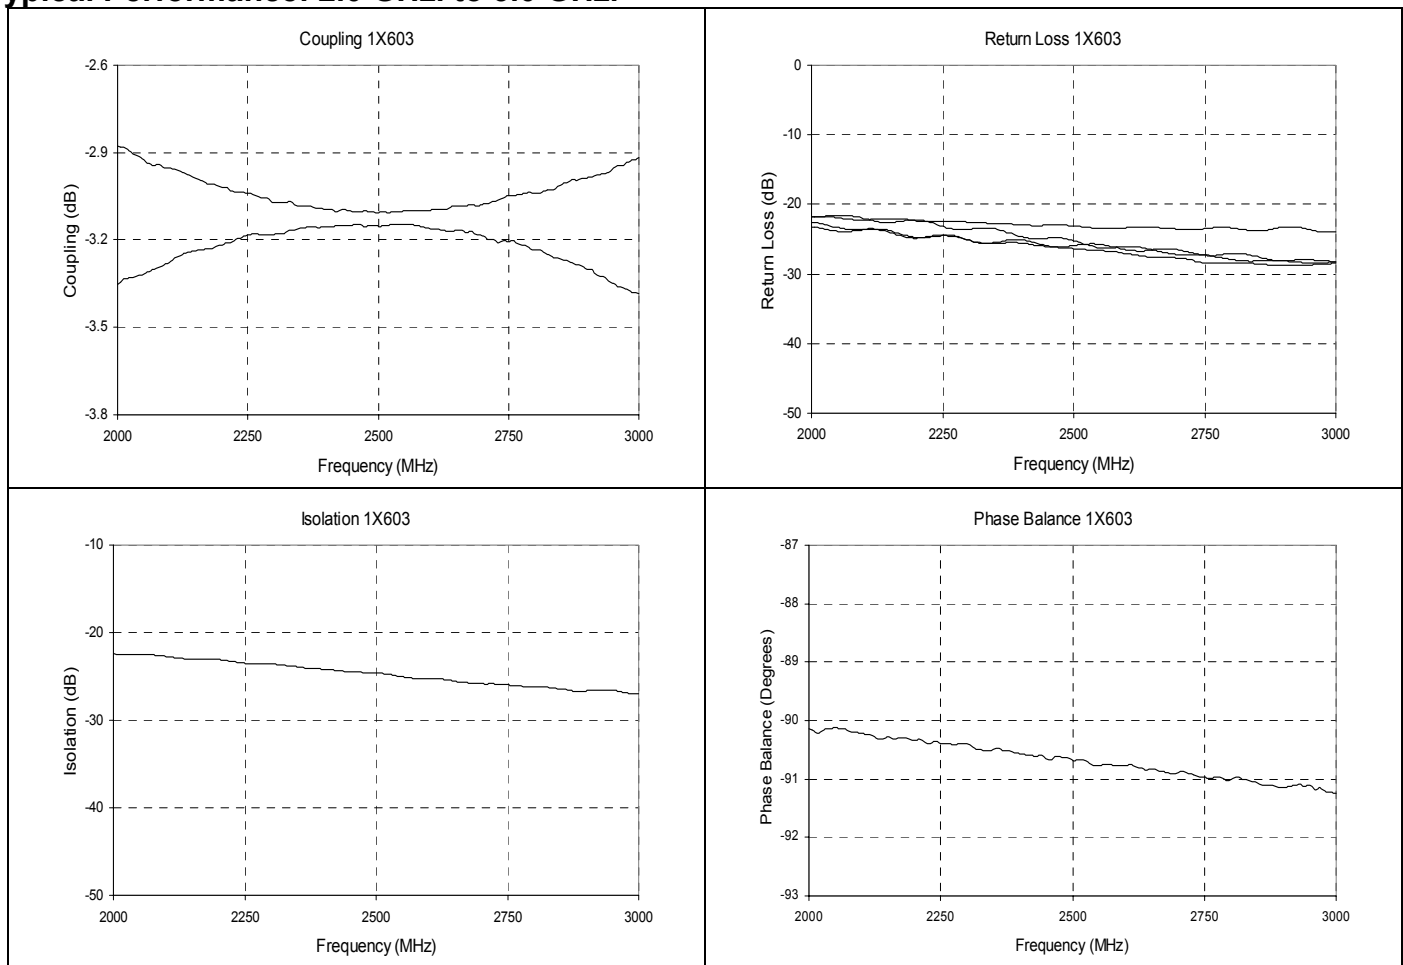 Coupling 1X603
-2.6
-2.9
-3.2
-3.5
-3.8
Coupling (dB)
2000 2250 2500 2750 3000
Frequency (MHz)
Return Loss 1X603
0
-10
-20
-30
-40
-50
Return Loss (dB)
2000 2250 2500 2750 3000
Frequency (MHz)
Isolation 1X603
-10
-20
-30
-40
-50
Isolation (dB)
2000 2250 2500 2750 3000
Frequency (MHz)
Phase Balance 1X603
-87
-88
-89
-90
-91
-92
-93
Phase Balance (Degrees)
2000 2250 2500 2750 3000
Frequency (MHz)